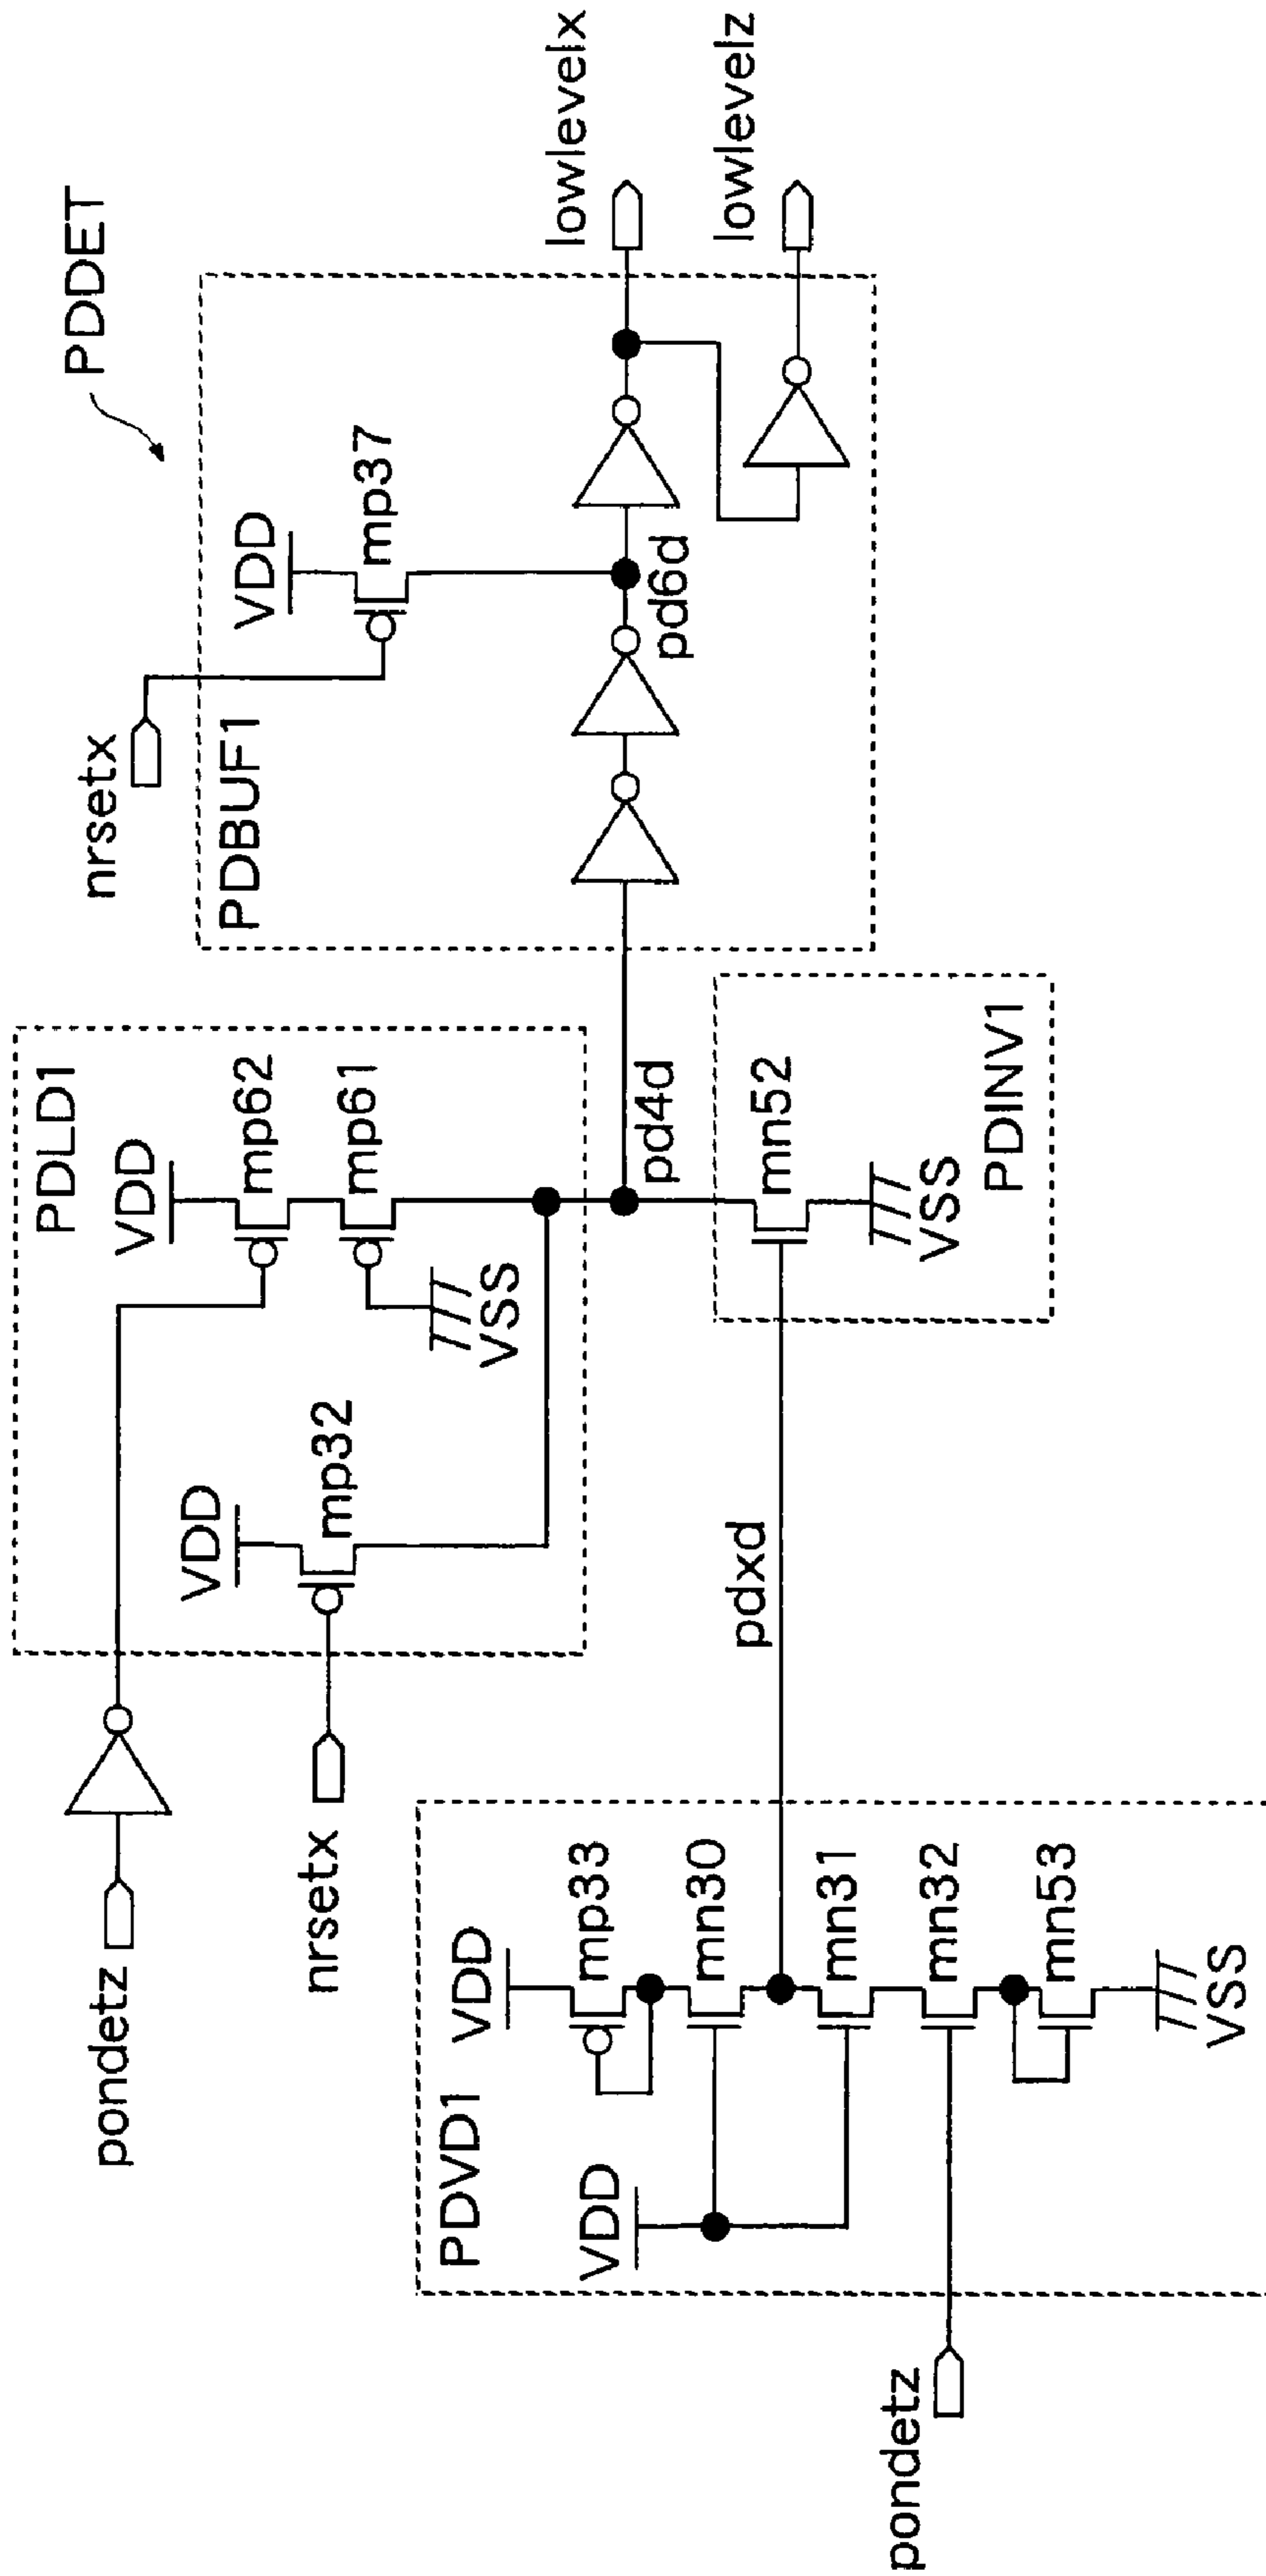 PDDET
pondetz
PDLD1
VDD
mp62
mp61
VSS
VDD
mp32
nrsetx
nrsetx
PDBUF1
VDD
mp37
pd6d
lowlevelx
lowlevelz
pd4d
PDVD1
VDD
mp33
VDD
mn30
mn31
mn32
mn53
VSS
pondetz
pdxd
mn52
VSS
PDINV1